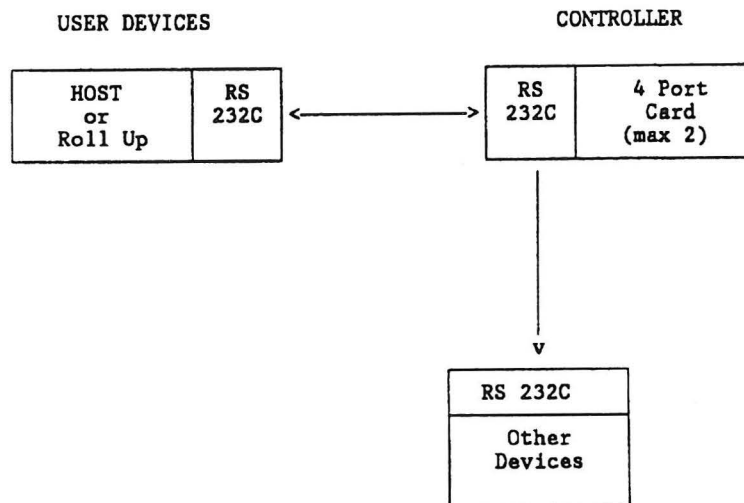 USER DEVICES
CONTROLLER
HOST
or
Roll Up
RS
232C
<
>
RS
232C
4 Port
Card
(max 2)
v
RS 232C
Other
Devices